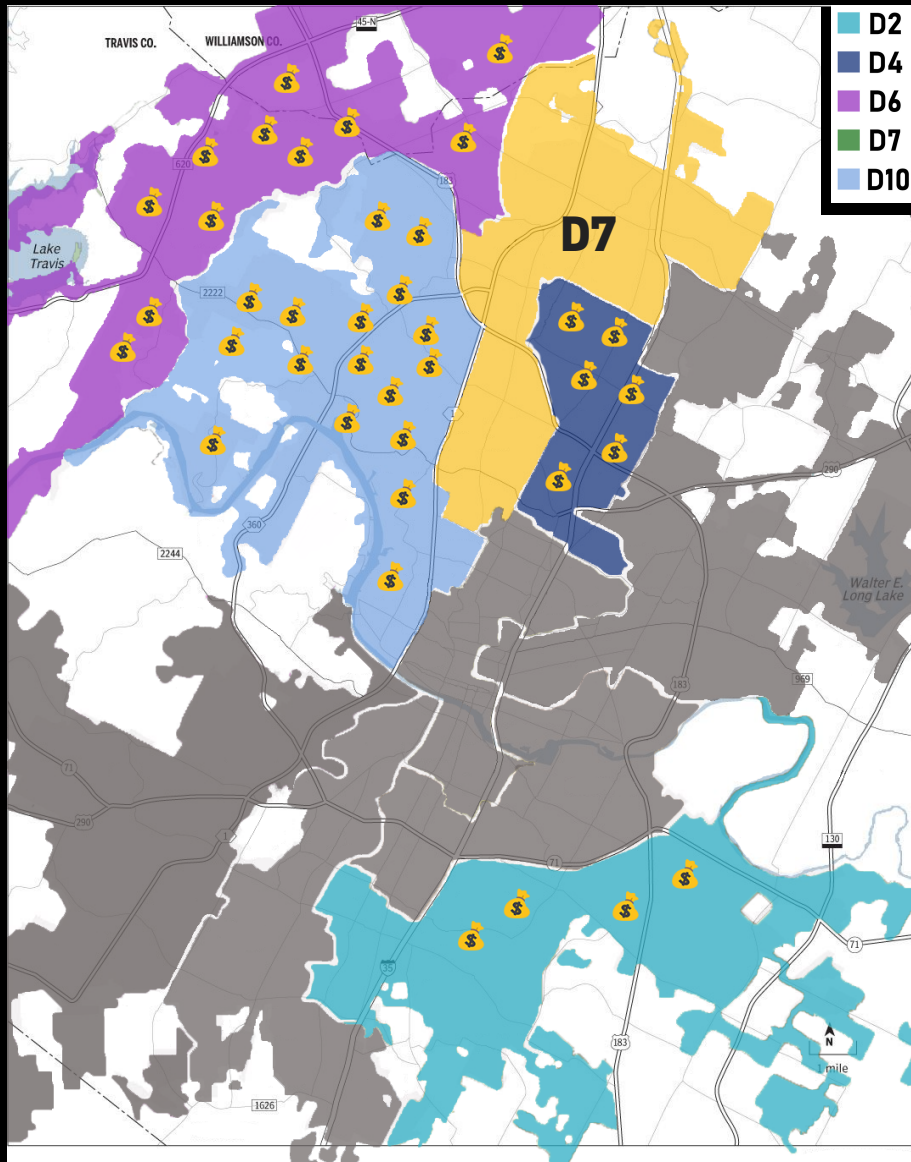 45-N
TRAVIS CO.
WILLIAMSON CO.
D2
D4
D6
D7
D10
620
183
D7
Lake
Travis
2222
1
290
360
2244
Walter E.
Long Lake
183
969
71
290
1
71
130
71
35
183
N
1 mile
1626